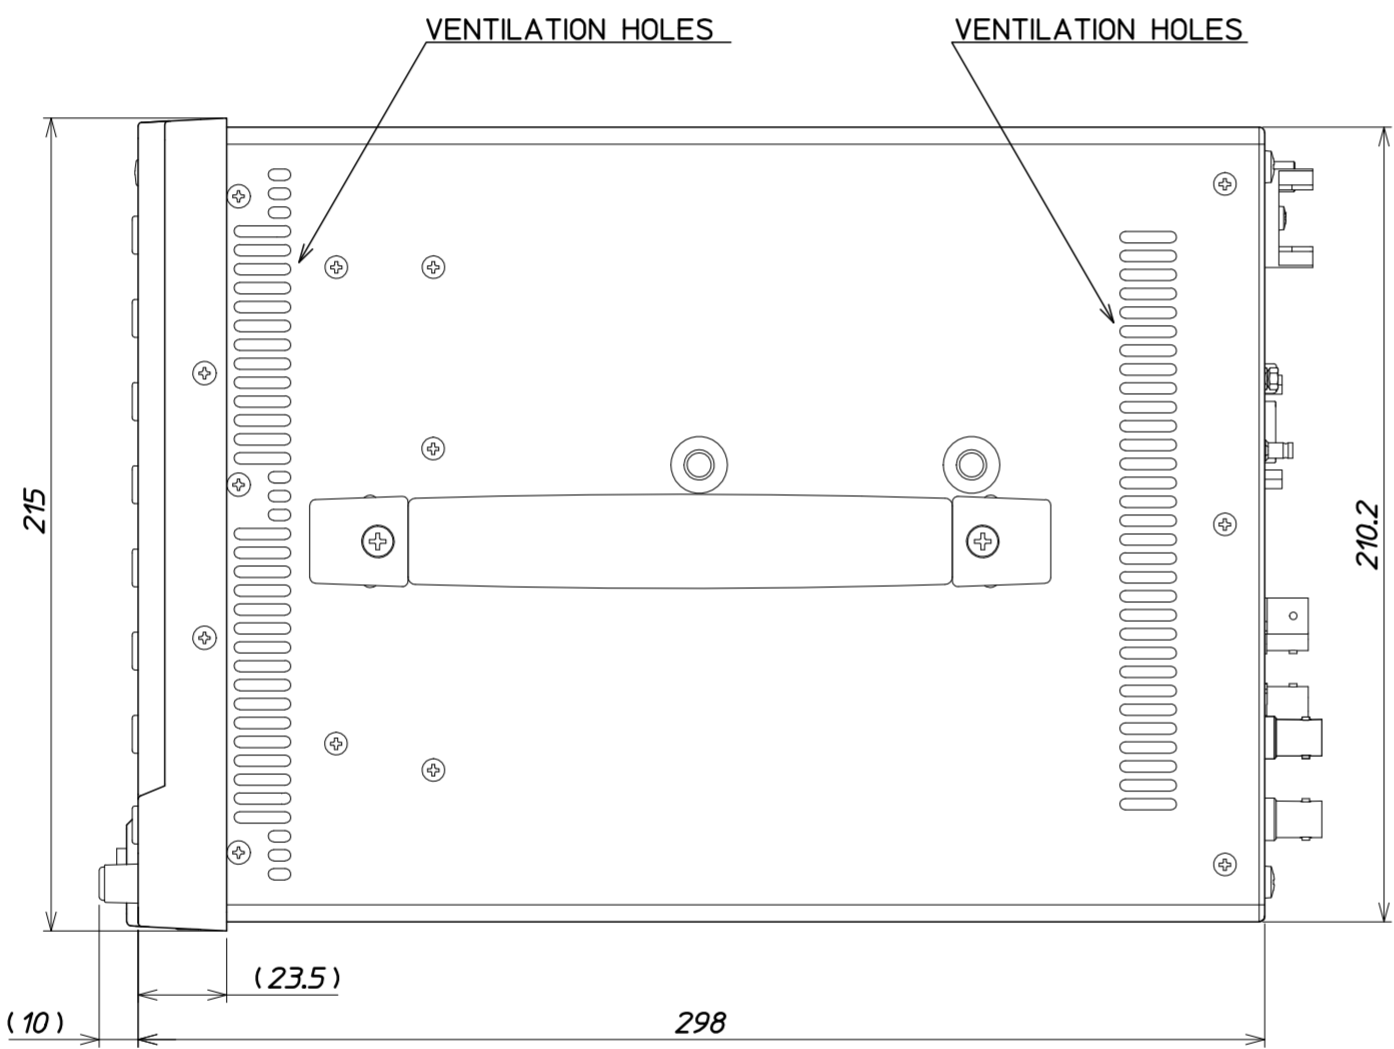 VENTILATION HOLES
VENTILATION HOLES
215
210.2
(23.5)
(10)
298